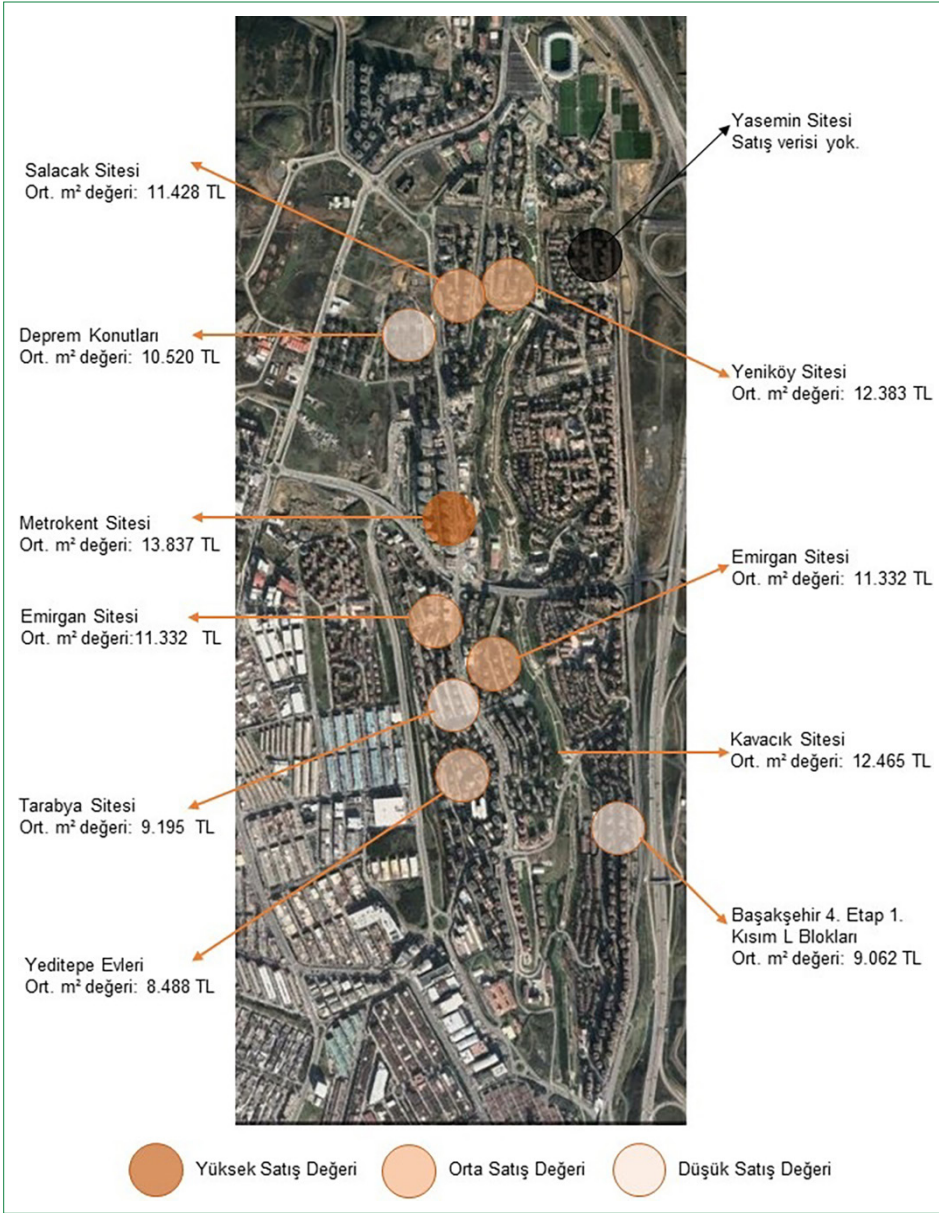 Yasemin Sitesi
Satış verisi yok.
Salacak Sitesi
Ort. m² değeri: 11.428 TL
Deprem Konutları
Ort. m² değeri: 10.520 TL
Yeniköy Sitesi
Ort. m² değeri: 12.383 TL
Metrokent Sitesi
Ort. m² değeri: 13.837 TL
Emirgan Sitesi
Ort. m² değeri: 11.332 TL
Emirgan Sitesi
Ort. m² değeri:11.332 TL
Kavacık Sitesi
Ort. m² değeri: 12.465 TL
Tarabya Sitesi
Ort. m² değeri: 9.195 TL
Başakşehir 4. Etap 1.
Kısım L Blokları
Ort. m² değeri: 9.062 TL
Yeditepe Evleri
Ort. m² değeri: 8.488 TL
Yüksek Satış Değeri
Orta Satış Değeri
Düşük Satış Değeri